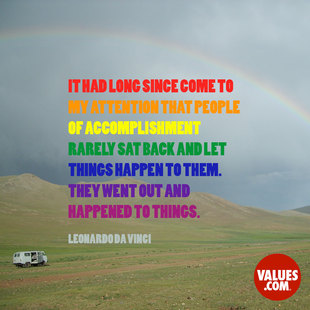 IT HAD LONG SINCE COME TO
MY ATTENTION THAT PEOPLE
OF ACCOMPLISHMENT
RARELY SAT BACK AND LET
THINGS HAPPEN TO THEM.
THEY WENT OUT AND
HAPPENED TO THINGS.
LEONARDO DA VINCI
VALUES
.COM®